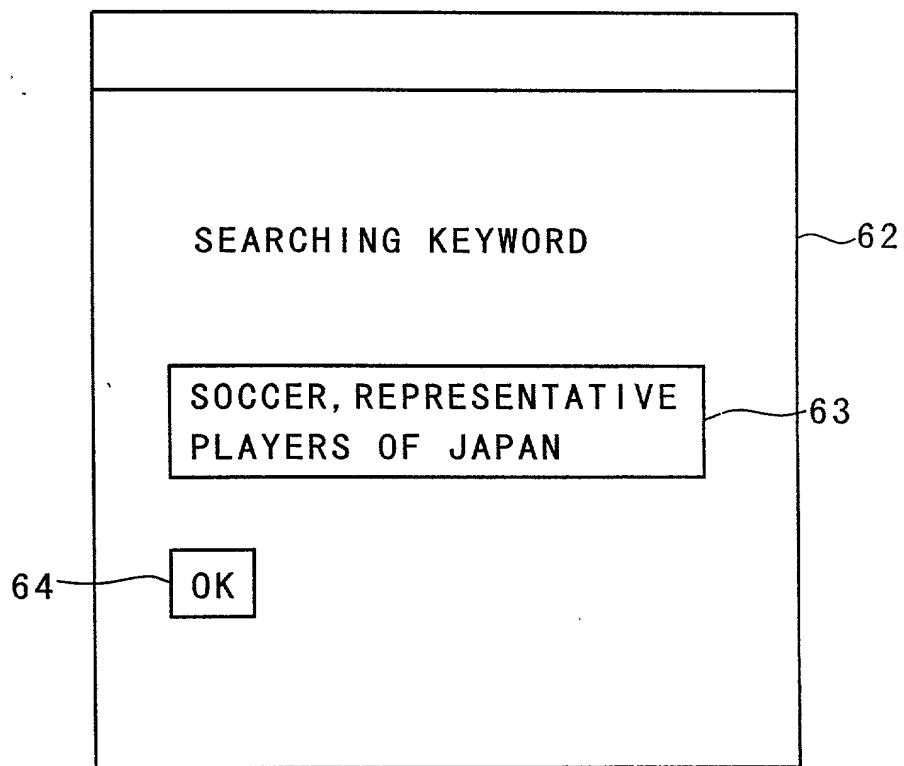 SEARCHING KEYWORD
62
SOCCER, REPRESENTATIVE
PLAYERS OF JAPAN
63
64
OK